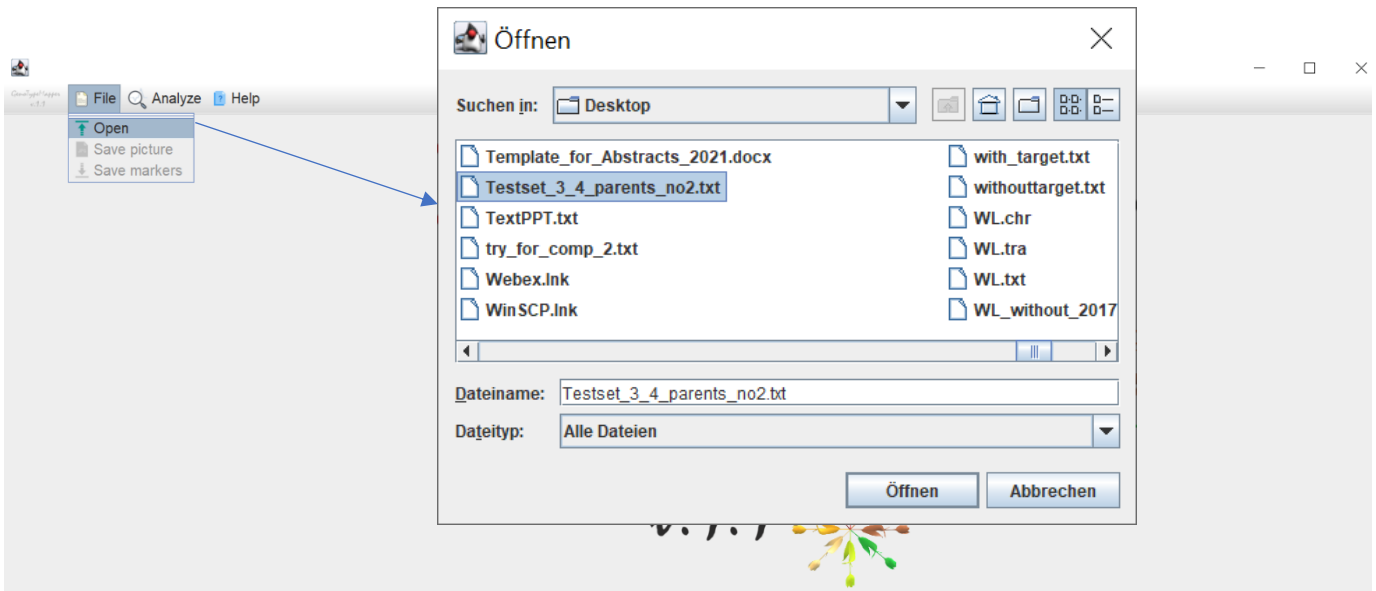 Öffnen
File Analyze Help
Open
Save picture
Save markers
Suchen in: Desktop
Template_for_Abstracts_2021.docx
Testset_3_4_parents_no2.txt
TextPPT.txt
try_for_comp_2.txt
Webex.lnk
WinSCP.lnk
with_target.txt
withouttarget.txt
WL.chr
WL.tra
WL.txt
WL_without_2017
Dateiname: Testset_3_4_parents_no2.txt
Dateityp: Alle Dateien
Öffnen Abbrechen